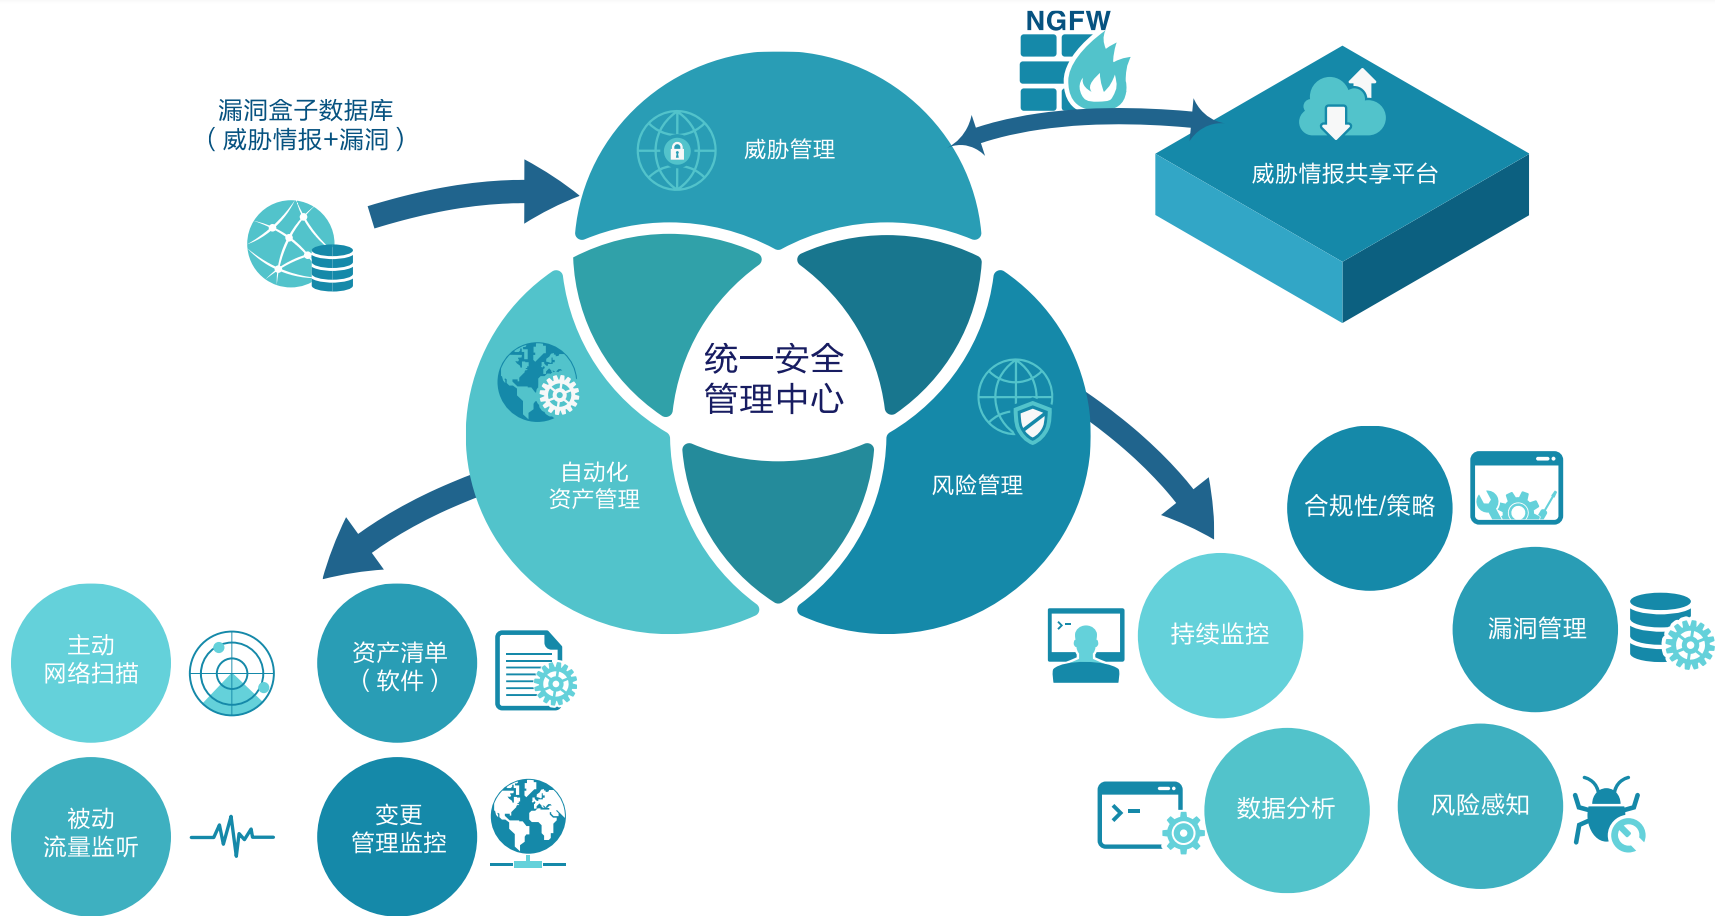 NGFW
漏洞盒子数据库
（威胁情报+漏洞）
威胁管理
威胁情报共享平台
统一安全
管理中心
自动化
资产管理
风险管理
合规性/策略
持续监控
漏洞管理
数据分析
风险感知
主动
网络扫描
资产清单
（软件）
被动
流量监听
变更
管理监控